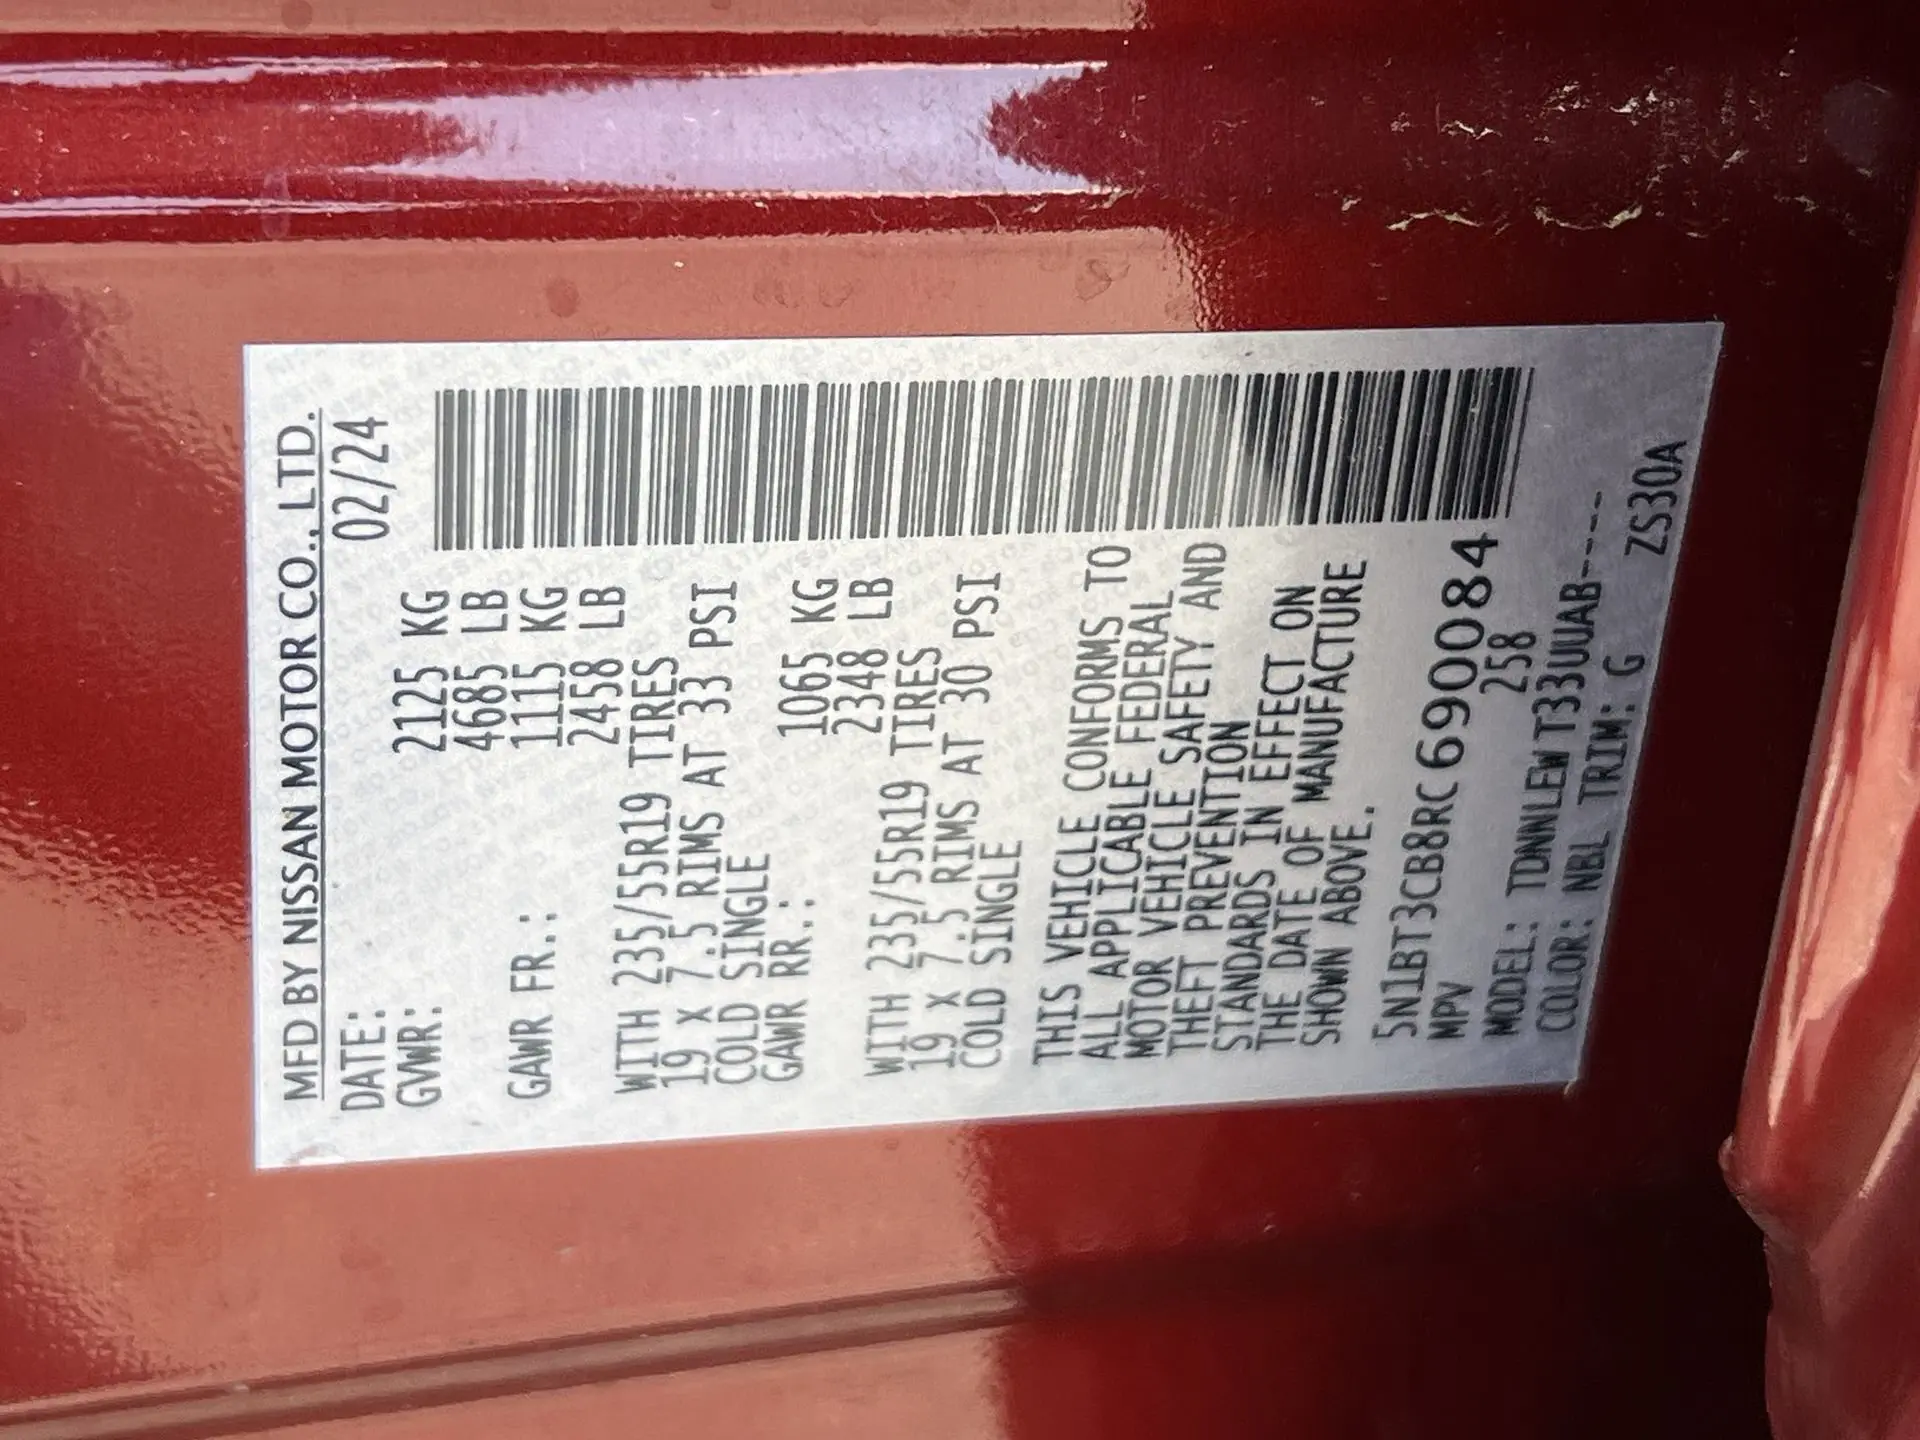 MFD BY NISSAN MOTOR CO., LTD.
DATE: 02/24
GVWR: 2125 KG
4685 LB
GAWR FR.: 1115 KG
2458 LB
WITH 235/55R19 TIRES
19 X 7.5 RIMS AT 33 PSI
COLD SINGLE
GAWR RR.: 1065 KG
2348 LB
WITH 235/55R19 TIRES
19 X 7.5 RIMS AT 30 PSI
COLD SINGLE
THIS VEHICLE CONFORMS TO
ALL APPLICABLE FEDERAL
MOTOR VEHICLE SAFETY AND
THEFT PREVENTION
STANDARDS IN EFFECT ON
THE DATE OF MANUFACTURE
SHOWN ABOVE.
5N1BT3CB8RC690084
MPV 258
MODEL: TDNNLEWT33UUAB----
COLOR: NBL TRIM: G ZS30A